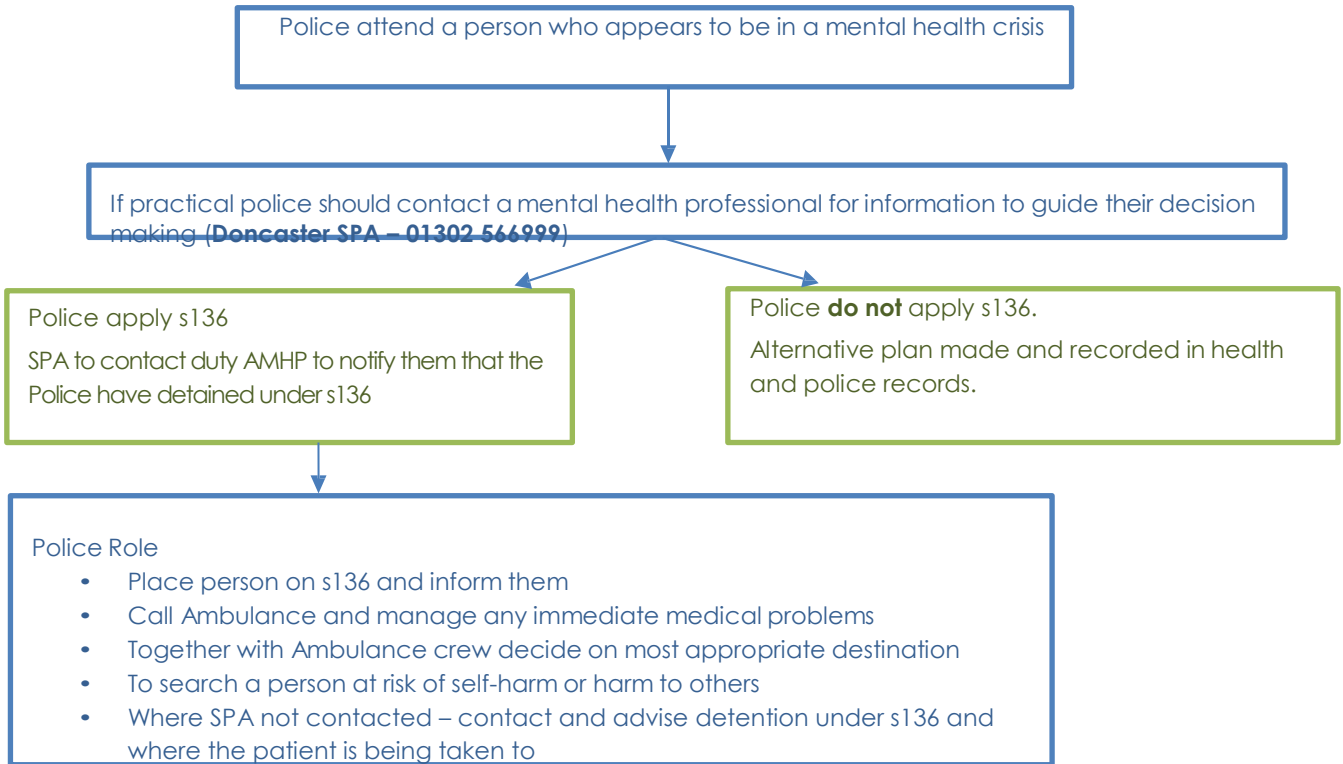 Police attend a person who appears to be in a mental health crisis
If practical police should contact a mental health professional for information to guide their decision
making (Doncaster SPA – 01302 566999)
Police apply s136
SPA to contact duty AMHP to notify them that the
Police have detained under s136
Police do not apply s136.
Alternative plan made and recorded in health
and police records.
Police Role
• Place person on s136 and inform them
• Call Ambulance and manage any immediate medical problems
• Together with Ambulance crew decide on most appropriate destination
• To search a person at risk of self-harm or harm to others
• Where SPA not contacted – contact and advise detention under s136 and
where the patient is being taken to